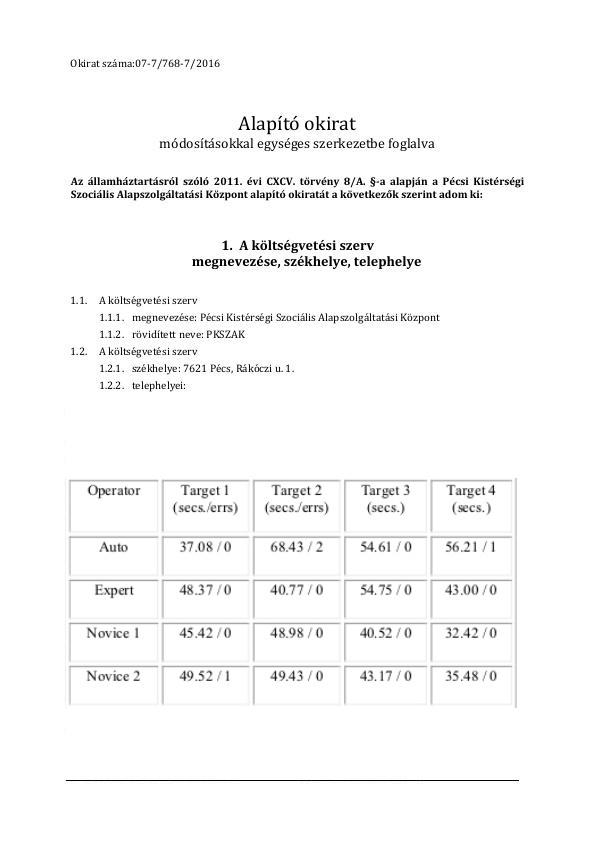 Okirat száma:07-7/768-7/2016
Alapító okirat
módosításokkal egységes szerkezetbe foglalva
Az államháztartásról szóló 2011. évi CXCV. törvény 8/A. §-a alapján a Pécsi Kistérségi
Szociális Alapszolgáltatási Központ alapító okiratát a következők szerint adom ki:
1. A költségvetési szerv
megnevezése, székhelye, telephelye
1.1. A költségvetési szerv
1.1.1. megnevezése: Pécsi Kistérségi Szociális Alapszolgáltatási Központ
1.1.2. rövidített neve: PKSZAK
1.2. A költségvetési szerv
1.2.1. székhelye: 7621 Pécs, Rákóczi u. 1.
1.2.2. telephelyei:
Operator Target 1 Target 2 Target 3 Target 4
(secs./errs) (secs./errs) (secs.) (secs.)
Auto 37.08 / 0 68.43 / 2 54.61 / 0 56.21 / 1
Expert 48.37 / 0 40.77 / 0 54.75 / 0 43.00 / 0
Novice 1 45.42 / 0 48.98 / 0 40.52 / 0 32.42 / 0
Novice 2 49.52 / 1 49.43 / 0 43.17 / 0 35.48 / 0